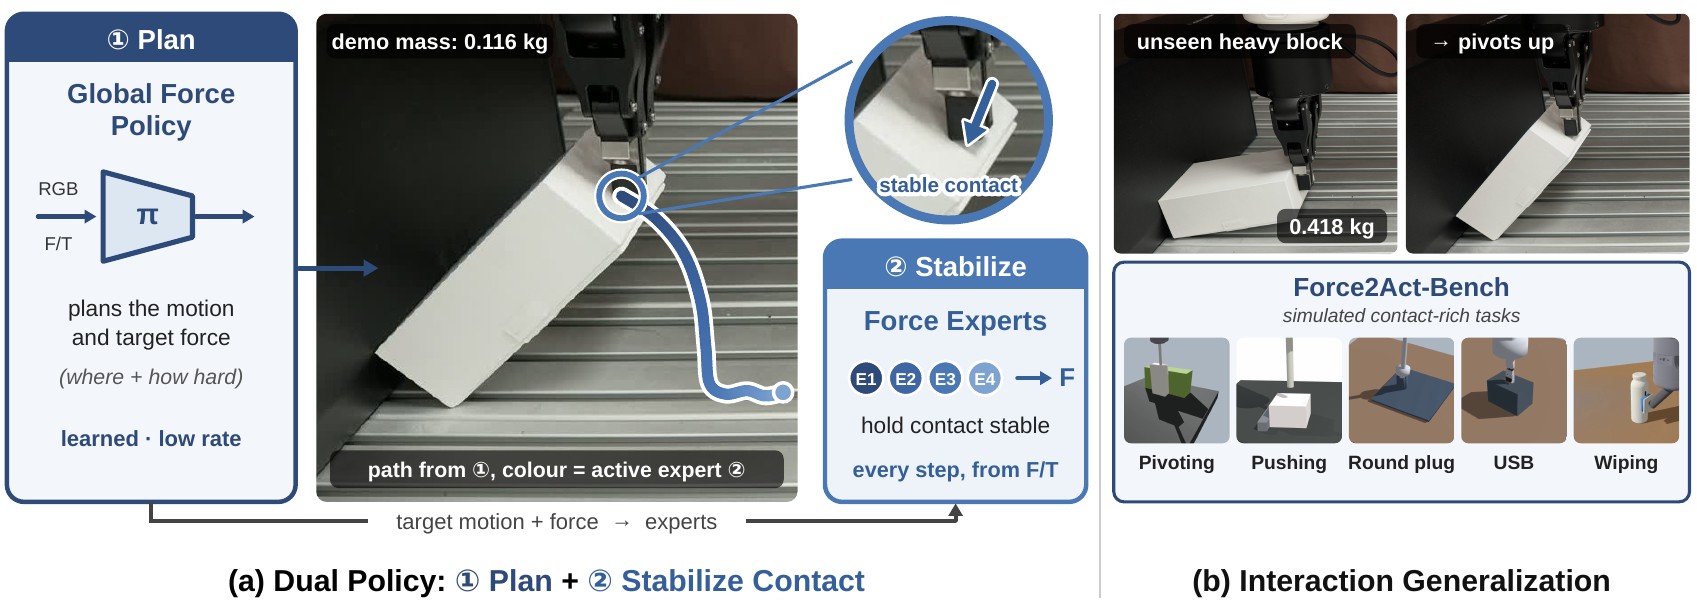 ① Plan
Global Force
Policy
RGB
π
F/T
plans the motion
and target force
(where + how hard)
learned · low rate
demo mass: 0.116 kg
path from ①, colour = active expert ②
stable contact
② Stabilize
Force Experts
E1 E2 E3 E4 → F
hold contact stable
every step, from F/T
target motion + force → experts
(a) Dual Policy: ① Plan + ② Stabilize Contact
unseen heavy block
0.418 kg
→ pivots up
Force2Act-Bench
simulated contact-rich tasks
Pivoting Pushing Round plug USB Wiping
(b) Interaction Generalization